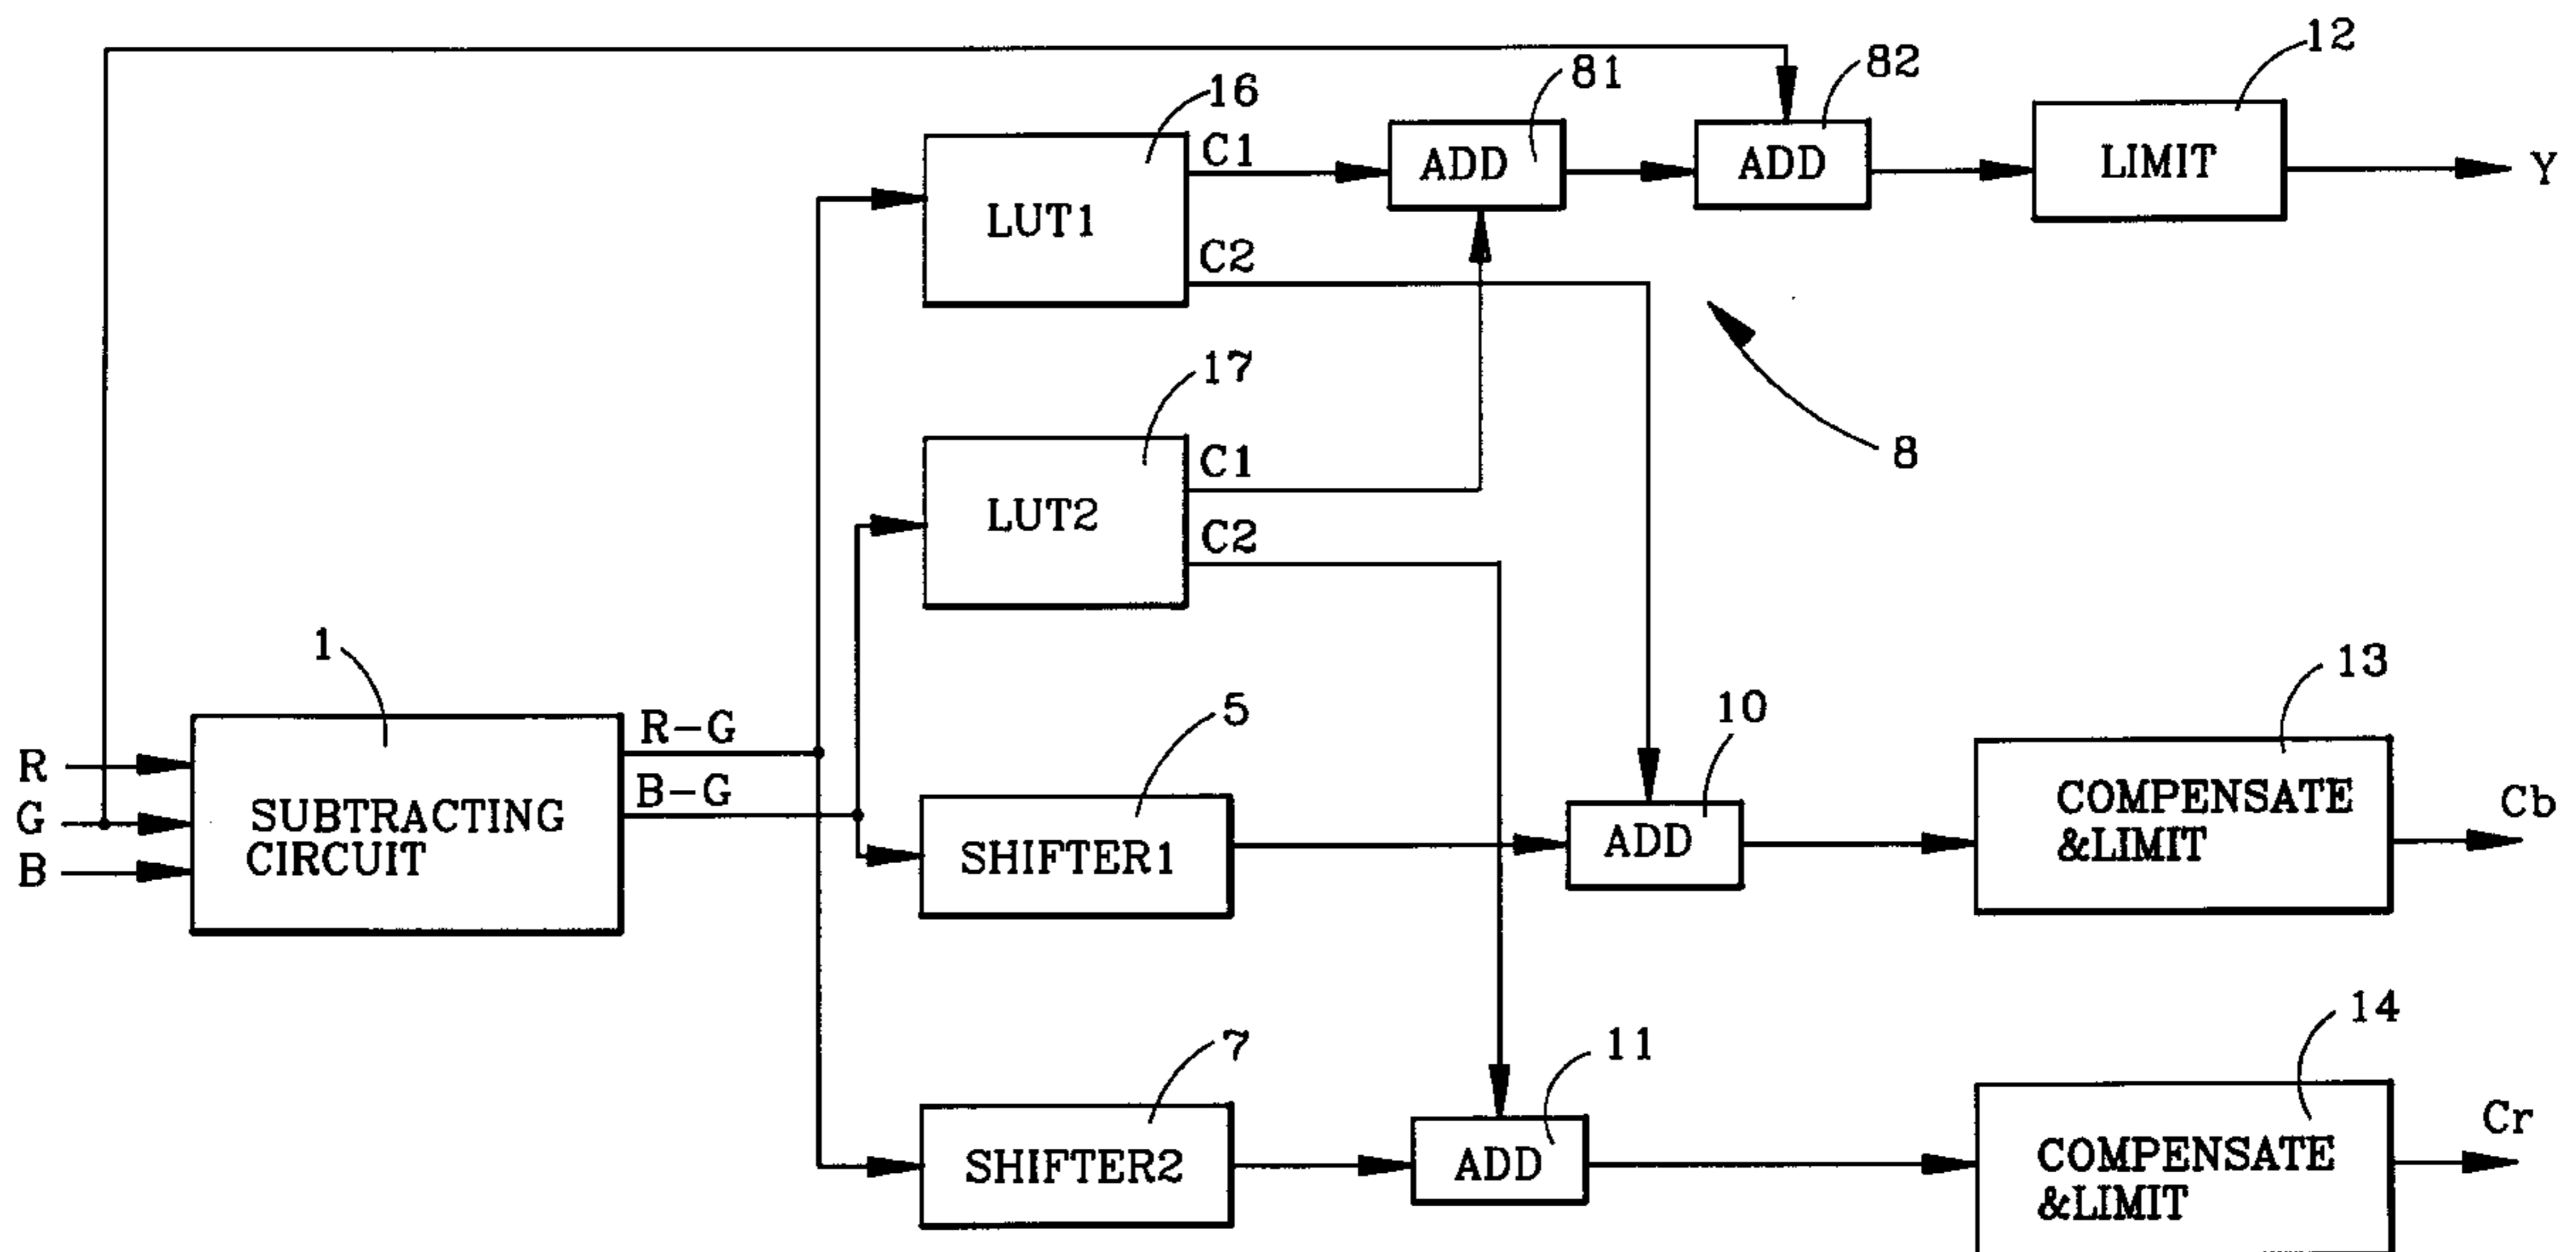 12
81
82
16
C1
ADD
ADD
LIMIT
Y
LUT1
C2
17
8
C1
LUT2
C2
1
13
5
10
R-G
R
B-G
COMPENSATE
&LIMIT
Cb
G
SUBTRACTING
CIRCUIT
SHIFTER1
ADD
B
14
7
11
Cr
SHIFTER2
ADD
COMPENSATE
&LIMIT